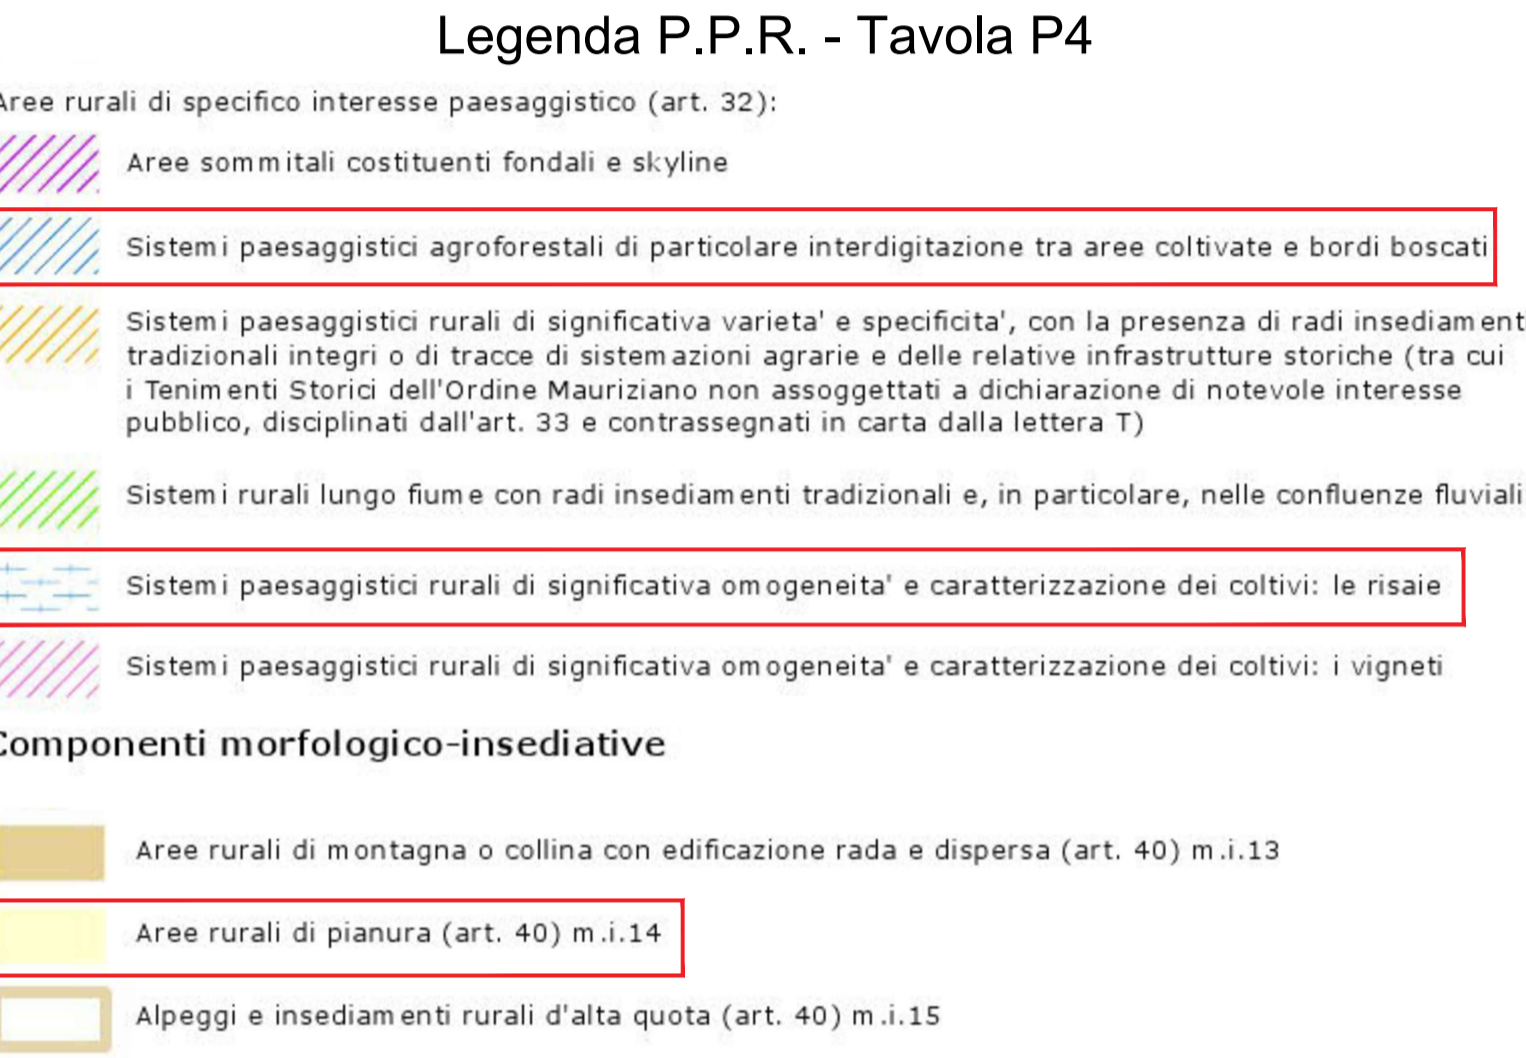 Legenda P.P.R. - Tavola P4
Aree rurali di specifico interesse paesaggistico (art. 32):
Aree sommitali costituenti fondali e skyline
Sistemi paesaggistici agroforestali di particolare interdigitazione tra aree coltivate e bordi boscati
Sistemi paesaggistici rurali di significativa varieta' e specificita', con la presenza di radi insediament
tradizionali integri o di tracce di sistemazioni agrarie e delle relative infrastrutture storiche (tra cui
i Tenimenti Storici dell'Ordine Mauriziano non assoggettati a dichiarazione di notevole interesse
pubblico, disciplinati dall'art. 33 e contrassegnati in carta dalla lettera T)
Sistemi rurali lungo fiume con radi insediamenti tradizionali e, in particolare, nelle confluenze fluviali
Sistemi paesaggistici rurali di significativa omogeneita' e caratterizzazione dei coltivi: le risaie
Sistemi paesaggistici rurali di significativa omogeneita' e caratterizzazione dei coltivi: i vigneti
Componenti morfologico-insediative
Aree rurali di montagna o collina con edificazione rada e dispersa (art. 40) m.i.13
Aree rurali di pianura (art. 40) m.i.14
Alpeggi e insediamenti rurali d'alta quota (art. 40) m.i.15